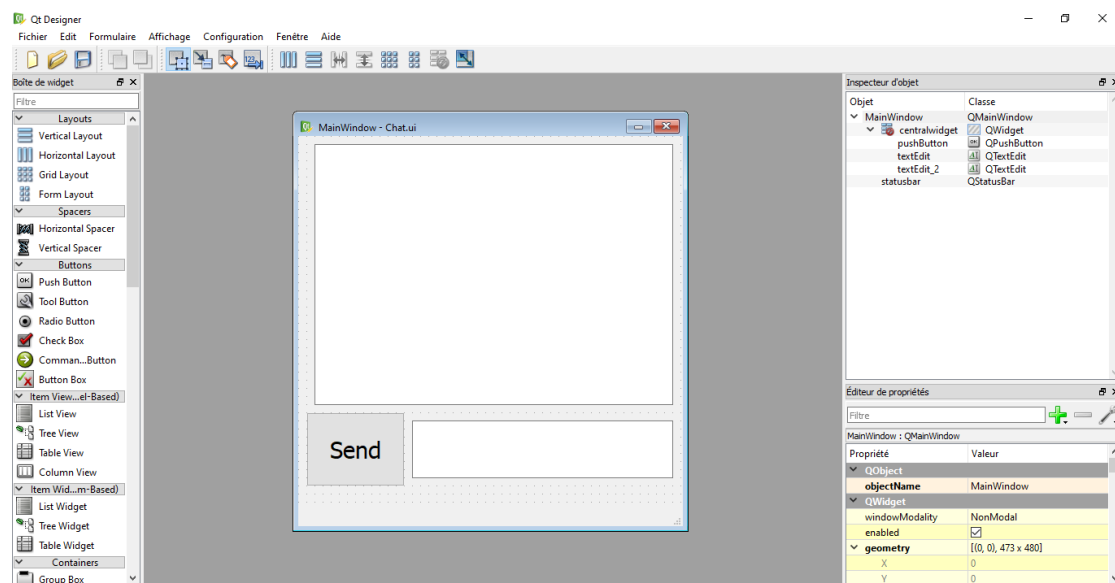 Qt Designer
Fichier Edit Formulaire Affichage Configuration Fenêtre Aide
Boîte de widget
Filtre
Layouts
Vertical Layout
Horizontal Layout
Grid Layout
Form Layout
Spacers
Horizontal Spacer
Vertical Spacer
Buttons
Push Button
Tool Button
Radio Button
Check Box
Comman...Button
Button Box
Item View...el-Based)
List View
Tree View
Table View
Column View
Item Wid...m-Based)
List Widget
Tree Widget
Table Widget
Containers
Group Box
MainWindow - Chat.ui
Send
Inspecteur d'objet
Objet Classe
MainWindow QMainWindow
centralwidget QWidget
pushButton QPushButton
textEdit QTextEdit
textEdit_2 QTextEdit
statusbar QStatusBar
Éditeur de propriétés
Filtre
MainWindow : QMainWindow
Propriété Valeur
QObject
objectName MainWindow
QWidget
windowModality NonModal
enabled
geometry [(0, 0), 473 x 480]
X 0
Y 0